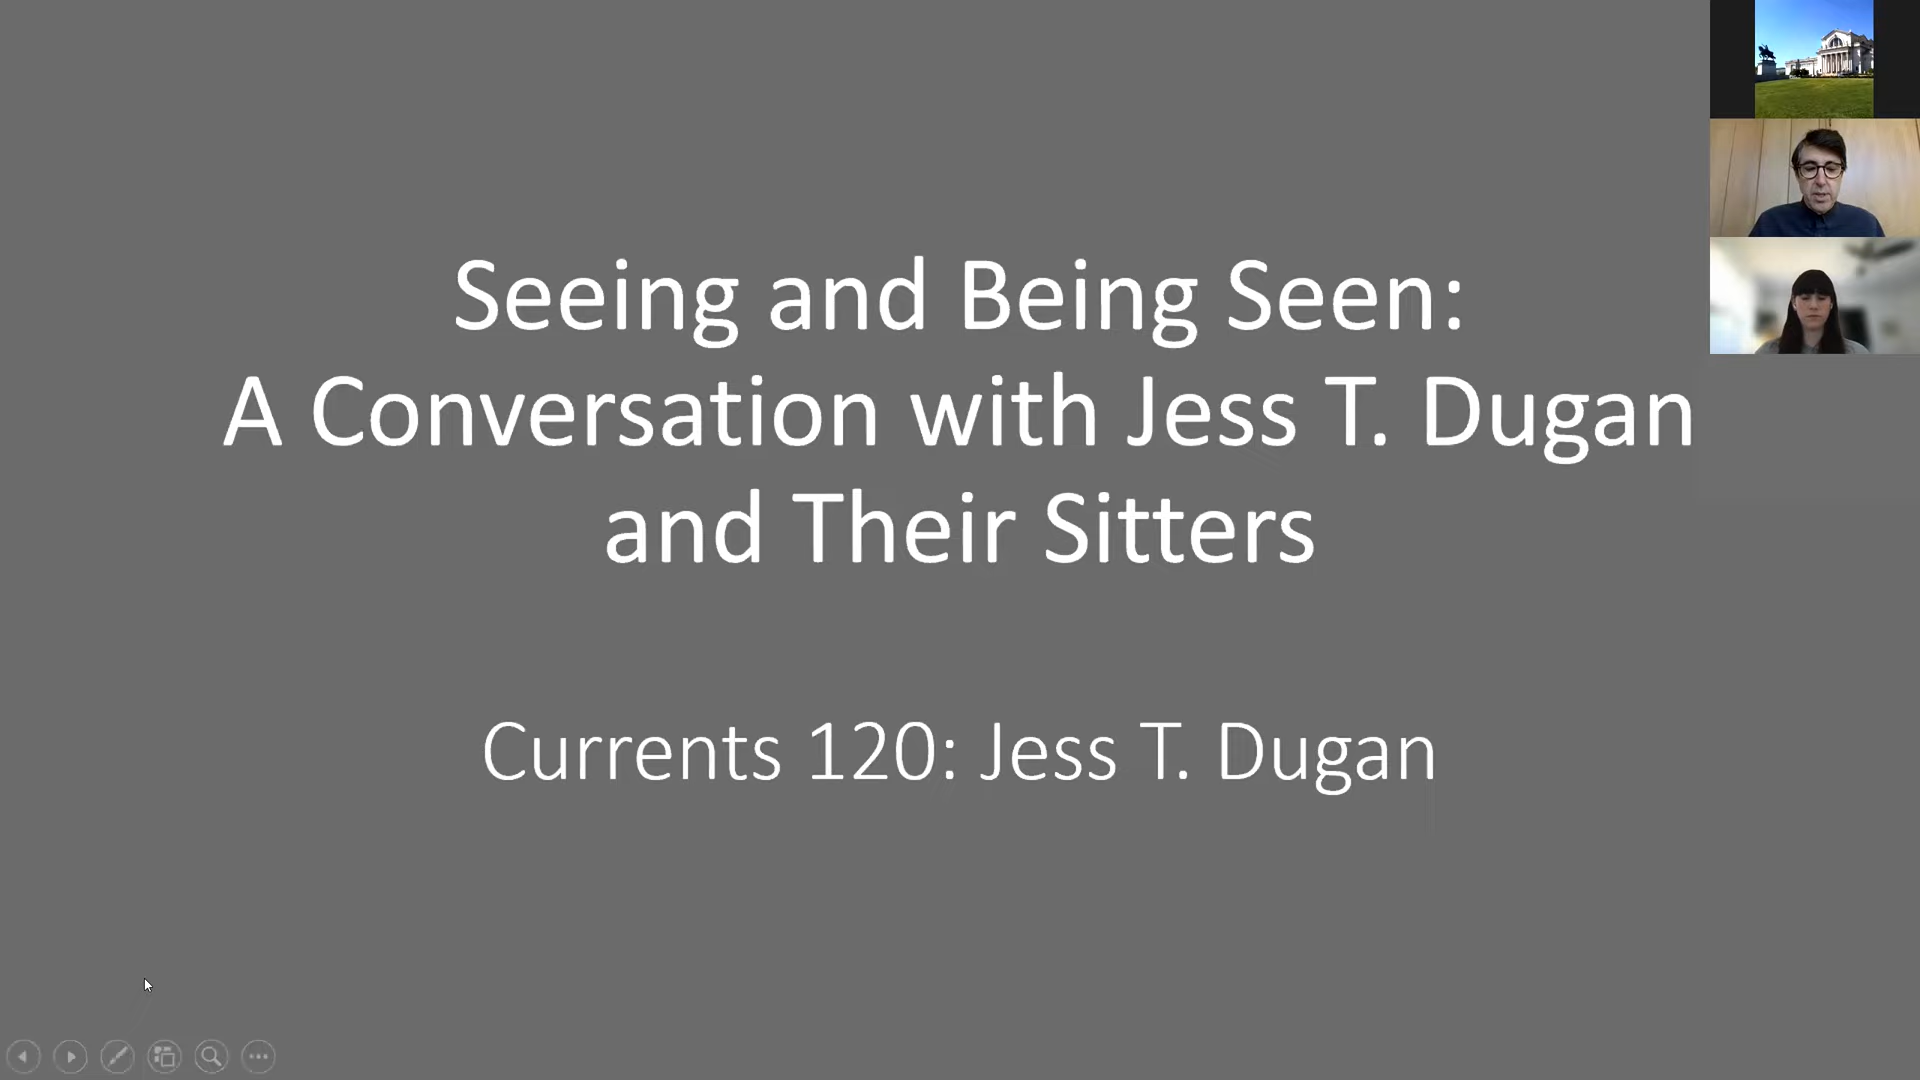 Seeing and Being Seen:
A Conversation with Jess T. Dugan
and Their Sitters
Currents 120: Jess T. Dugan